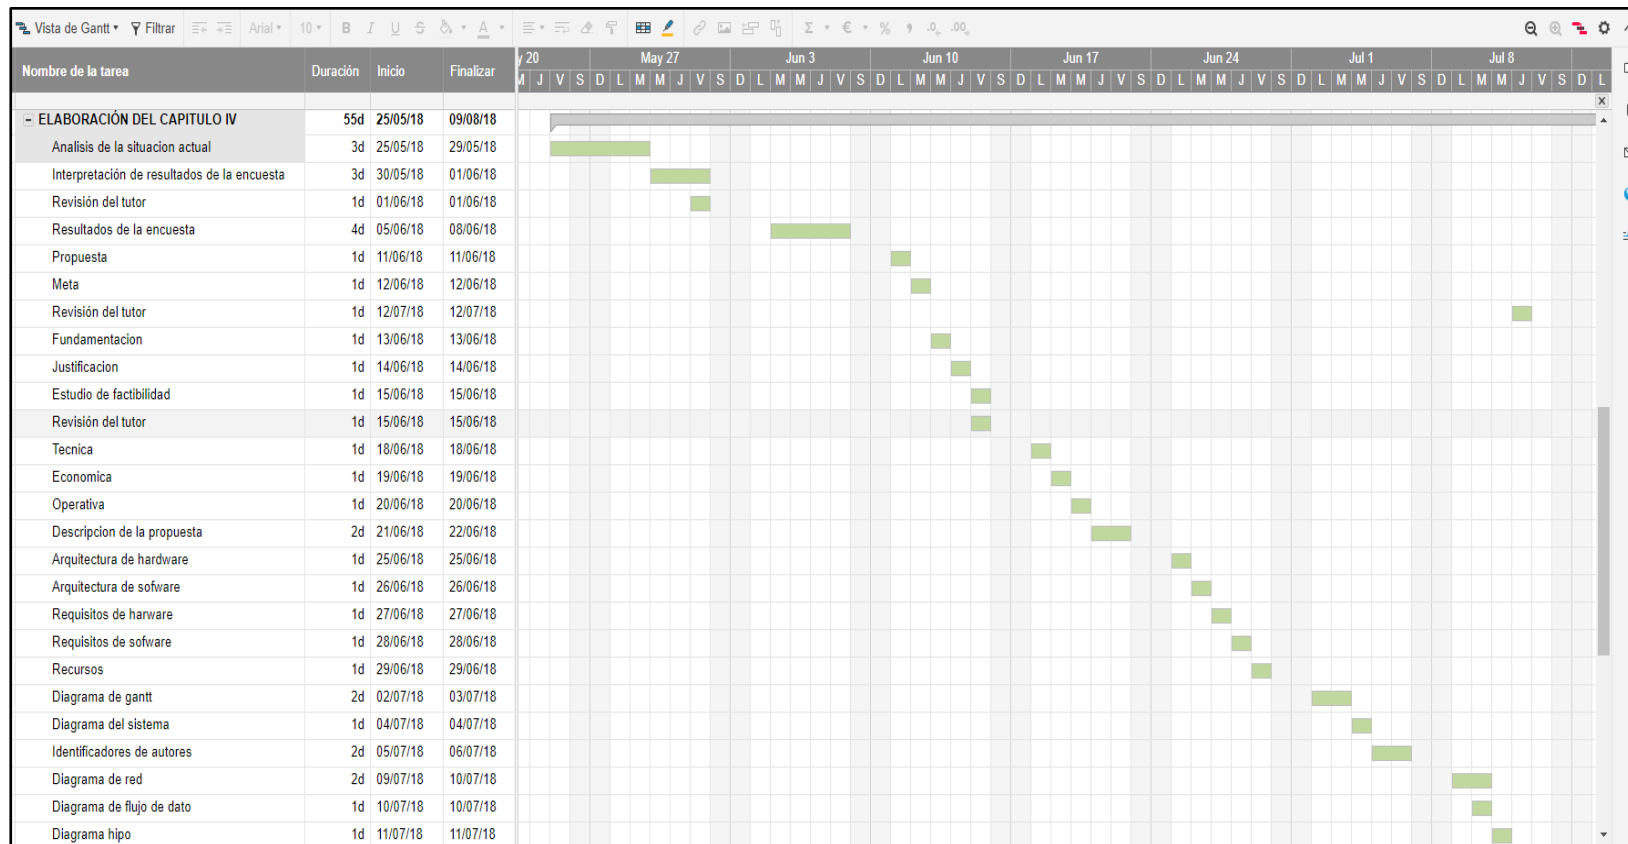 Vista de Gantt Filtrar Arial 10 B I U S A Σ € % .0 .00
Nombre de la tarea Duración Inicio Finalizar y 20 May 27 Jun 3 Jun 10 Jun 17 Jun 24 Jul 1 Jul 8
M J V S D L M M J V S D L M M J V S D L M M J V S D L M M J V S D L M M J V S D L M M J V S D L M M J V S D L
x
- ELABORACIÓN DEL CAPITULO IV 55d 25/05/18 09/08/18
Analisis de la situacion actual 3d 25/05/18 29/05/18
Interpretación de resultados de la encuesta 3d 30/05/18 01/06/18
Revisión del tutor 1d 01/06/18 01/06/18
Resultados de la encuesta 4d 05/06/18 08/06/18
Propuesta 1d 11/06/18 11/06/18
Meta 1d 12/06/18 12/06/18
Revisión del tutor 1d 12/07/18 12/07/18
Fundamentacion 1d 13/06/18 13/06/18
Justificacion 1d 14/06/18 14/06/18
Estudio de factibilidad 1d 15/06/18 15/06/18
Revisión del tutor 1d 15/06/18 15/06/18
Tecnica 1d 18/06/18 18/06/18
Economica 1d 19/06/18 19/06/18
Operativa 1d 20/06/18 20/06/18
Descripcion de la propuesta 2d 21/06/18 22/06/18
Arquitectura de hardware 1d 25/06/18 25/06/18
Arquitectura de sofware 1d 26/06/18 26/06/18
Requisitos de harware 1d 27/06/18 27/06/18
Requisitos de sofware 1d 28/06/18 28/06/18
Recursos 1d 29/06/18 29/06/18
Diagrama de gantt 2d 02/07/18 03/07/18
Diagrama del sistema 1d 04/07/18 04/07/18
Identificadores de autores 2d 05/07/18 06/07/18
Diagrama de red 2d 09/07/18 10/07/18
Diagrama de flujo de dato 1d 10/07/18 10/07/18
Diagrama hipo 1d 11/07/18 11/07/18